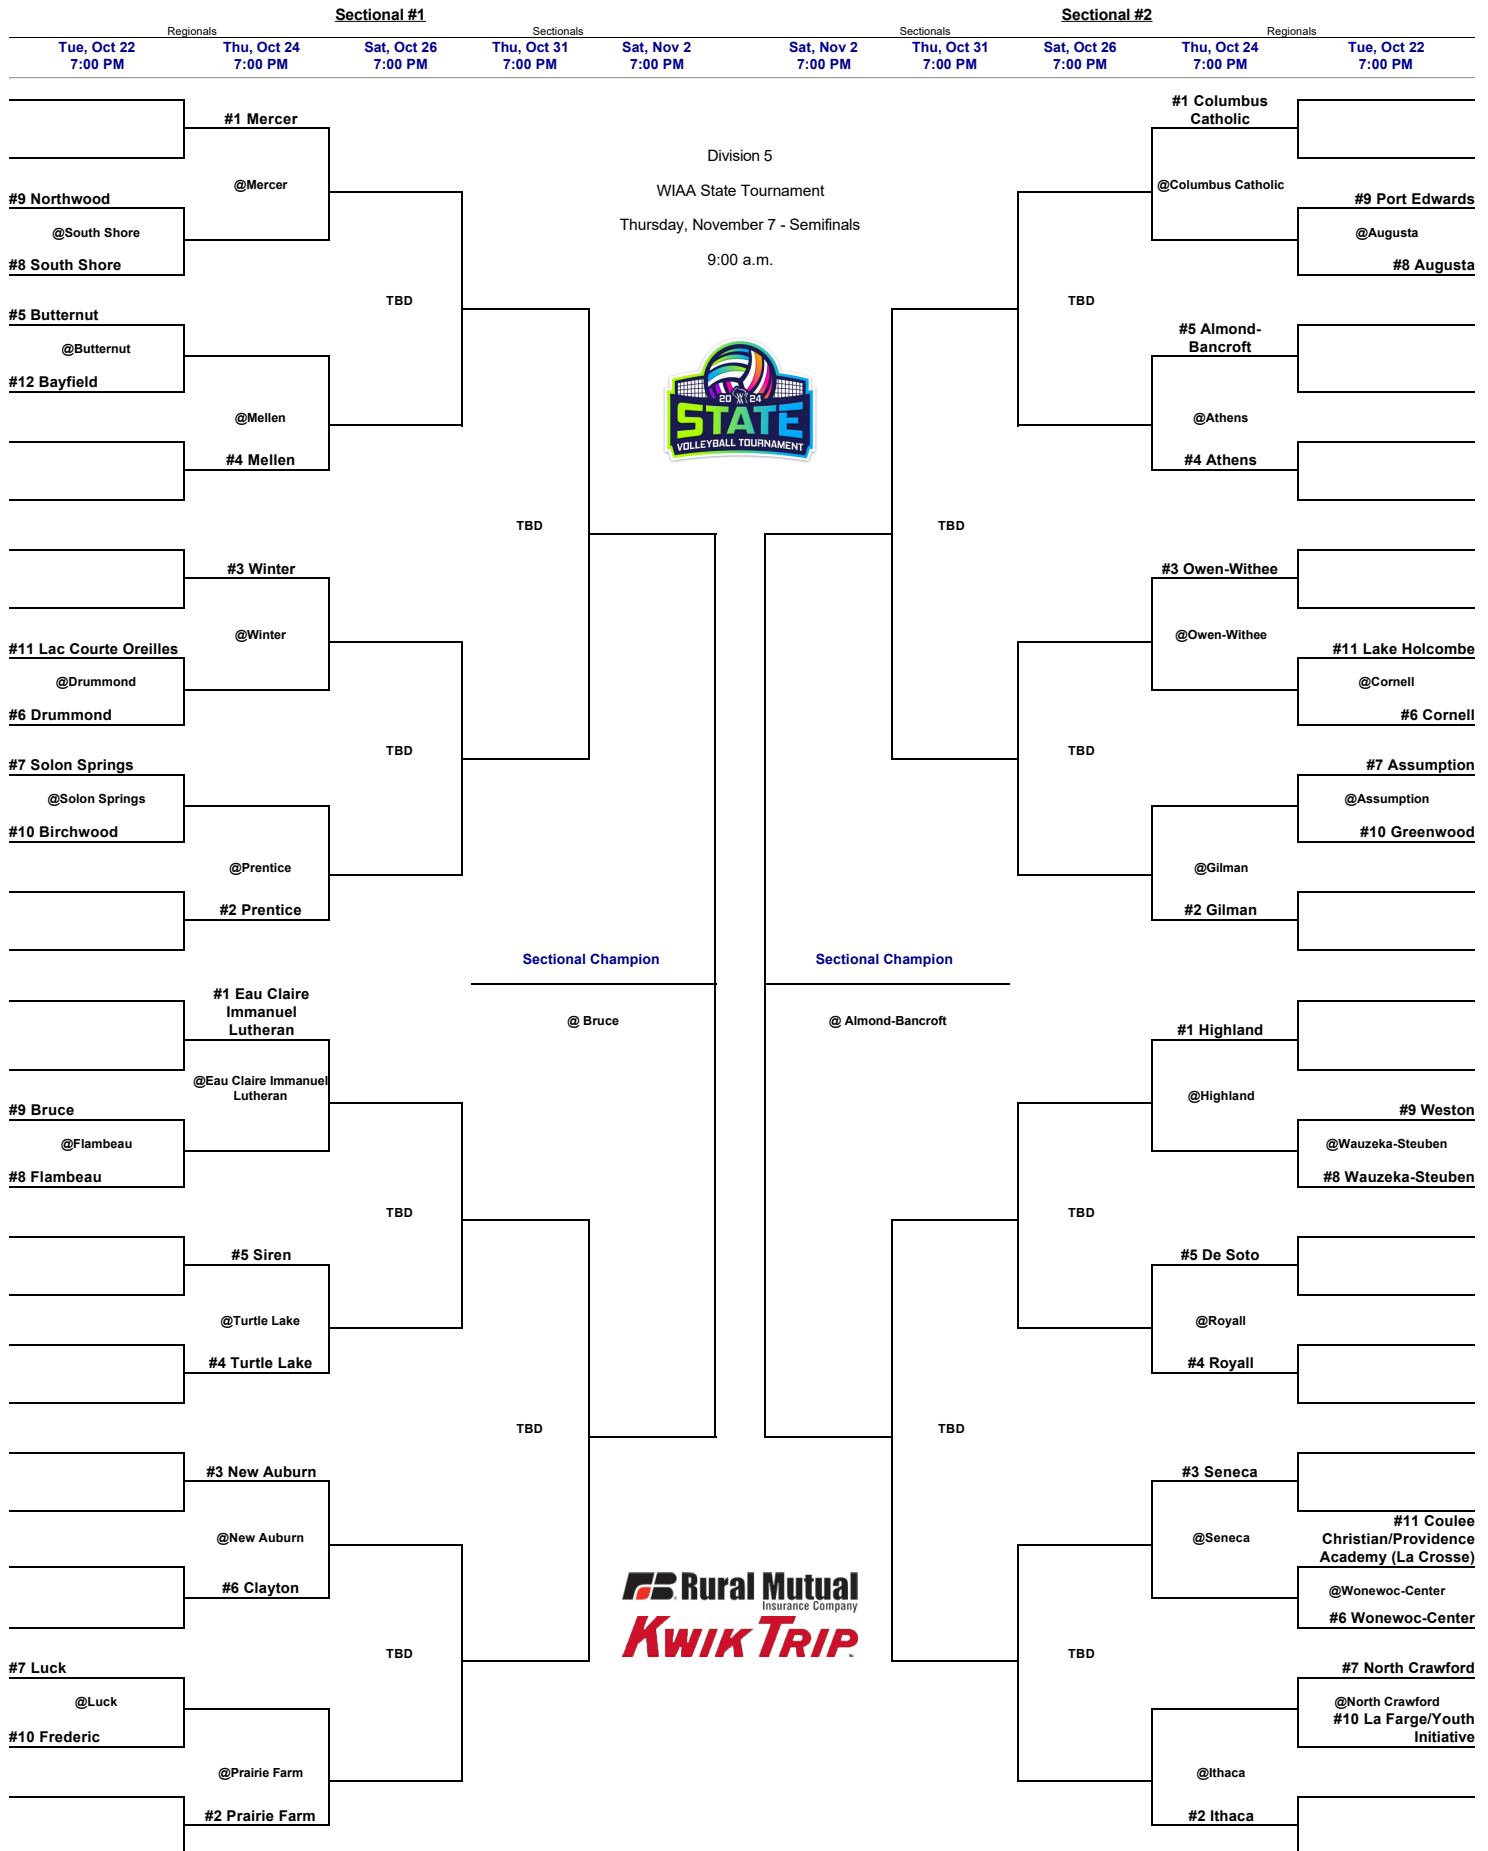 Sectional #1
Sectional #2
Regionals
Sectionals
Sectionals
Regionals
Tue, Oct 22
7:00 PM
Thu, Oct 24
7:00 PM
Sat, Oct 26
7:00 PM
Thu, Oct 31
7:00 PM
Sat, Nov 2
7:00 PM
Sat, Nov 2
7:00 PM
Thu, Oct 31
7:00 PM
Sat, Oct 26
7:00 PM
Thu, Oct 24
7:00 PM
Tue, Oct 22
7:00 PM
#1 Mercer
@Mercer
#9 Northwood
@South Shore
#8 South Shore
TBD
#5 Butternut
@Butternut
#12 Bayfield
@Mellen
#4 Mellen
TBD
#3 Winter
@Winter
#11 Lac Courte Oreilles
@Drummond
#6 Drummond
TBD
#7 Solon Springs
@Solon Springs
#10 Birchwood
@Prentice
#2 Prentice
Sectional Champion
@ Bruce
#1 Eau Claire
Immanuel
Lutheran
@Eau Claire Immanuel
Lutheran
#9 Bruce
@Flambeau
#8 Flambeau
TBD
#5 Siren
@Turtle Lake
#4 Turtle Lake
TBD
#3 New Auburn
@New Auburn
#6 Clayton
TBD
#7 Luck
@Luck
#10 Frederic
@Prairie Farm
#2 Prairie Farm
Division 5
WIAA State Tournament
Thursday, November 7 - Semifinals
9:00 a.m.
20 24
STATE
VOLLEYBALL TOURNAMENT
Rural Mutual
Insurance Company
KWIK TRIP
#1 Columbus
Catholic
@Columbus Catholic
#9 Port Edwards
@Augusta
#8 Augusta
TBD
#5 Almond-
Bancroft
@Athens
#4 Athens
TBD
#3 Owen-Withee
@Owen-Withee
#11 Lake Holcombe
@Cornell
#6 Cornell
TBD
#7 Assumption
@Assumption
#10 Greenwood
@Gilman
#2 Gilman
Sectional Champion
@ Almond-Bancroft
#1 Highland
@Highland
#9 Weston
@Wauzeka-Steuben
#8 Wauzeka-Steuben
TBD
#5 De Soto
@Royall
#4 Royall
TBD
#3 Seneca
@Seneca
#11 Coulee
Christian/Providence
Academy (La Crosse)
@Wonewoc-Center
#6 Wonewoc-Center
TBD
#7 North Crawford
@North Crawford
#10 La Farge/Youth
Initiative
@Ithaca
#2 Ithaca